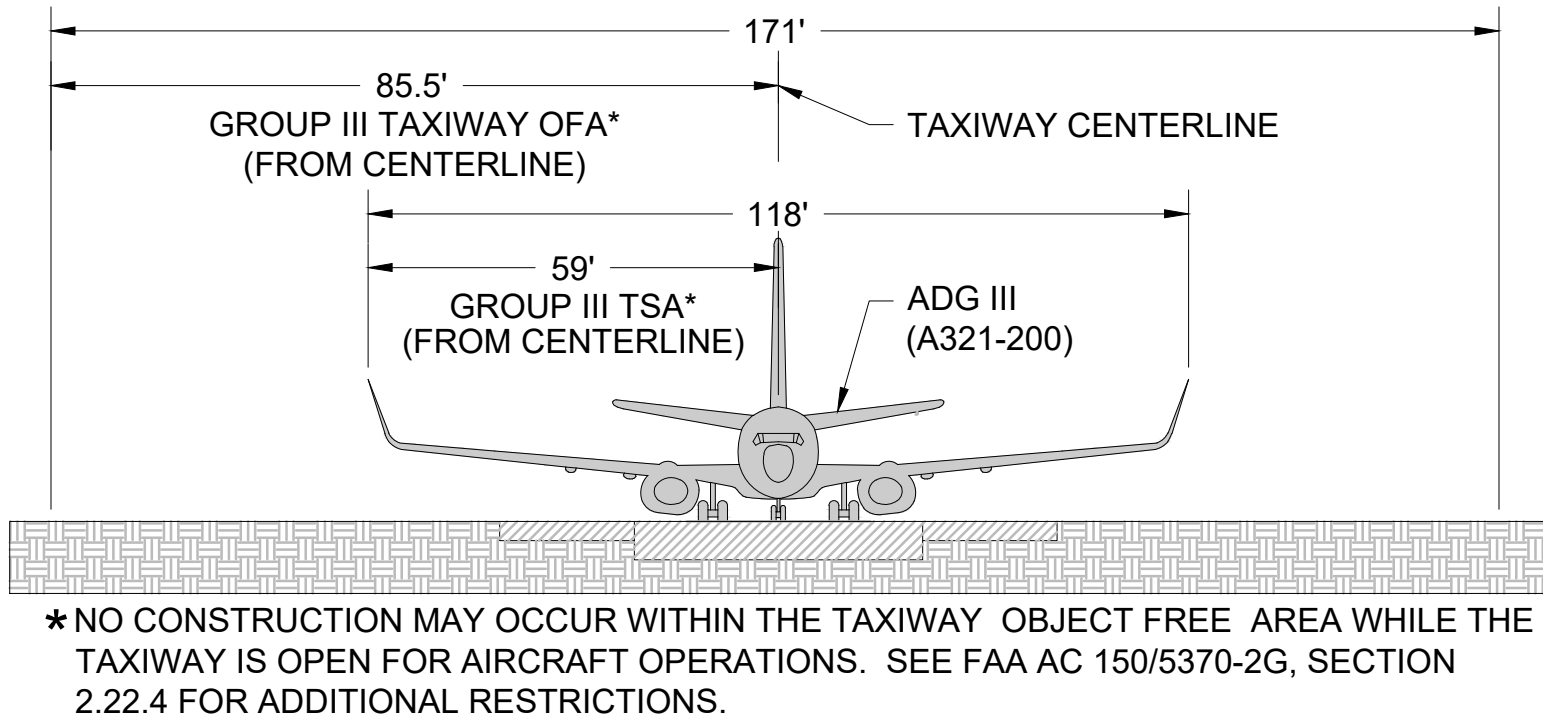 171'
85.5'
GROUP III TAXIWAY OFA*
(FROM CENTERLINE)
TAXIWAY CENTERLINE
118'
59'
GROUP III TSA*
(FROM CENTERLINE)
ADG III
(A321-200)
* NO CONSTRUCTION MAY OCCUR WITHIN THE TAXIWAY OBJECT FREE AREA WHILE THE
TAXIWAY IS OPEN FOR AIRCRAFT OPERATIONS. SEE FAA AC 150/5370-2G, SECTION
2.22.4 FOR ADDITIONAL RESTRICTIONS.